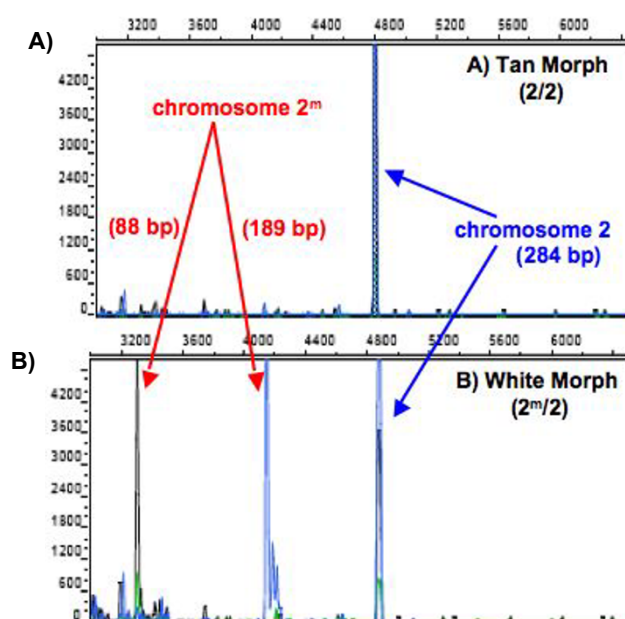 3200 3600 4000 4400 4800 5200 5600 6000
A)
A) Tan Morph
(2/2)
4200
3600
3000
2400
1800
1200
600
0
chromosome 2ᵐ
(88 bp)
(189 bp)
chromosome 2
(284 bp)
3200 3600 4000 4400 4800 5200 5600 6000
B)
B) White Morph
(2ᵐ/2)
4200
3600
3000
2400
1800
1200
600
0